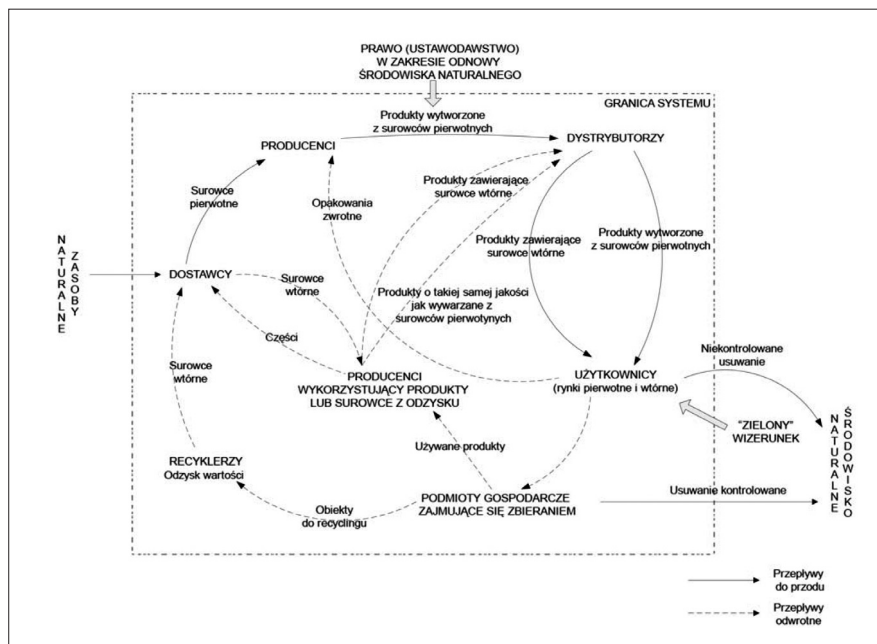 PRAWO (USTAWODAWSTWO)
W ZAKRESIE ODNOWY
ŚRODOWISKA NATURALNEGO
GRANICA SYSTEMU
Produkty wytworzone
z surowców pierwotnych
PRODUCENCI
DYSTRYBUTORZY
Surowce
pierwotne
Opakowania
zwrotne
Produkty zawierające
surowce wtórne
Produkty zawierające
surowce wtórne
Produkty wytworzone
z surowców pierwotnych
ZASOBY
NATURALNE
DOSTAWCY
Surowce
wtórne
Produkty o takiej samej jakości
jak wywarzane z
surowców pierwotynych
Części
Surowce
wtórne
PRODUCENCI
WYKORZYSTUJĄCY PRODUKTY
LUB SUROWCE Z ODZYSKU
UŻYTKOWNICY
(rynki pierwotne i wtórne)
Niekontrolowane
usuwanie
"ZIELONY"
WIZERUNEK
ŚRODOWISKO
NATURALNE
Używane produkty
RECYKLERZY
Odzysk wartości
Obiekty
do recyclingu
PODMIOTY GOSPODARCZE
ZAJMUJĄCE SIĘ ZBIERANIEM
Usuwanie kontrolowane
Przepływy
do przodu
Przepływy
odwrotne